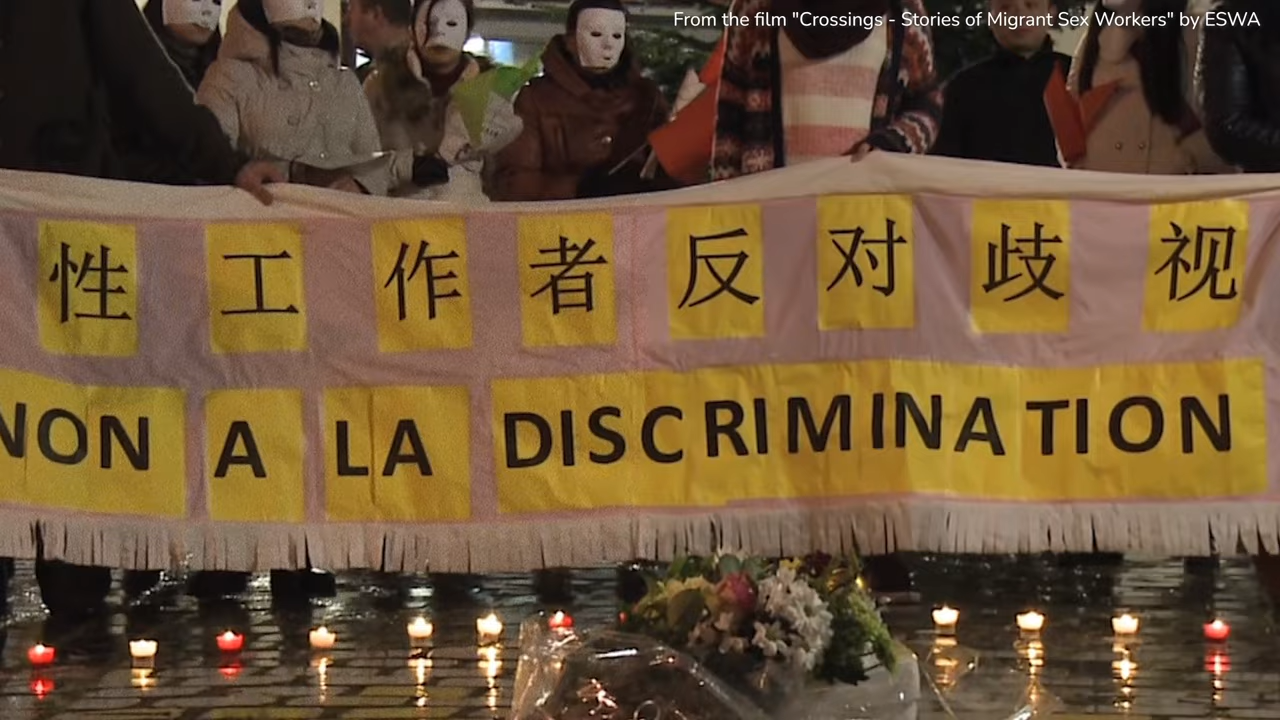 From the film "Crossings - Stories of Migrant Sex Workers" by ESWA
性工作者反对歧视
NON A LA DISCRIMINATION